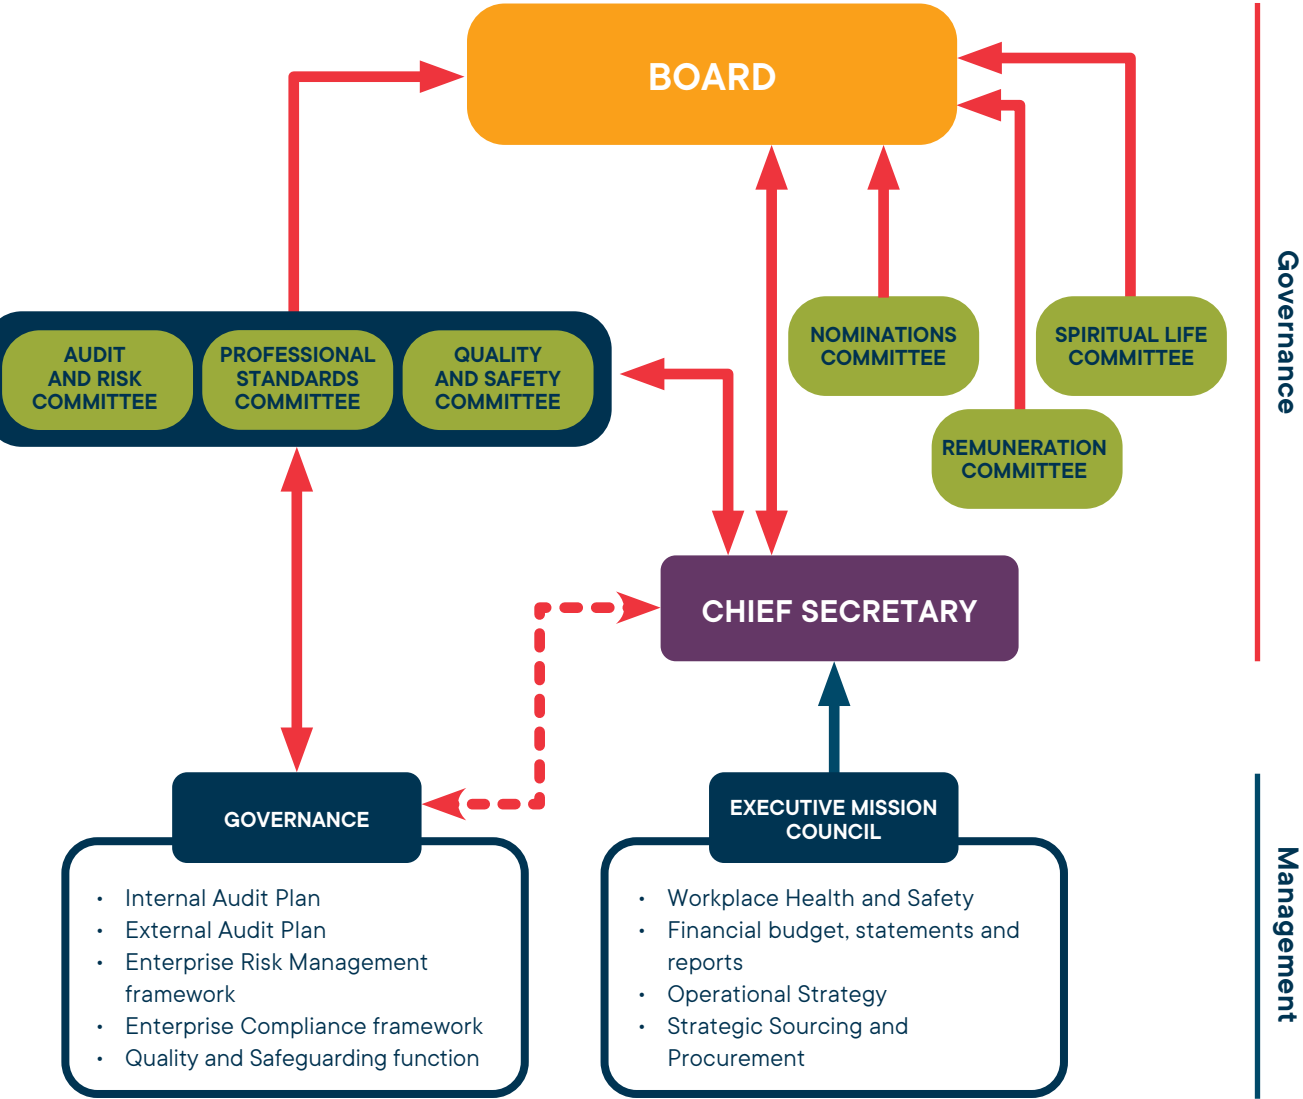 BOARD
AUDIT
AND RISK
COMMITTEE
PROFESSIONAL
STANDARDS
COMMITTEE
QUALITY
AND SAFETY
COMMITTEE
NOMINATIONS
COMMITTEE
SPIRITUAL LIFE
COMMITTEE
REMUNERATION
COMMITTEE
Governance
CHIEF SECRETARY
GOVERNANCE
• Internal Audit Plan
• External Audit Plan
• Enterprise Risk Management
framework
• Enterprise Compliance framework
• Quality and Safeguarding function
EXECUTIVE MISSION
COUNCIL
• Workplace Health and Safety
• Financial budget, statements and
reports
• Operational Strategy
• Strategic Sourcing and
Procurement
Management